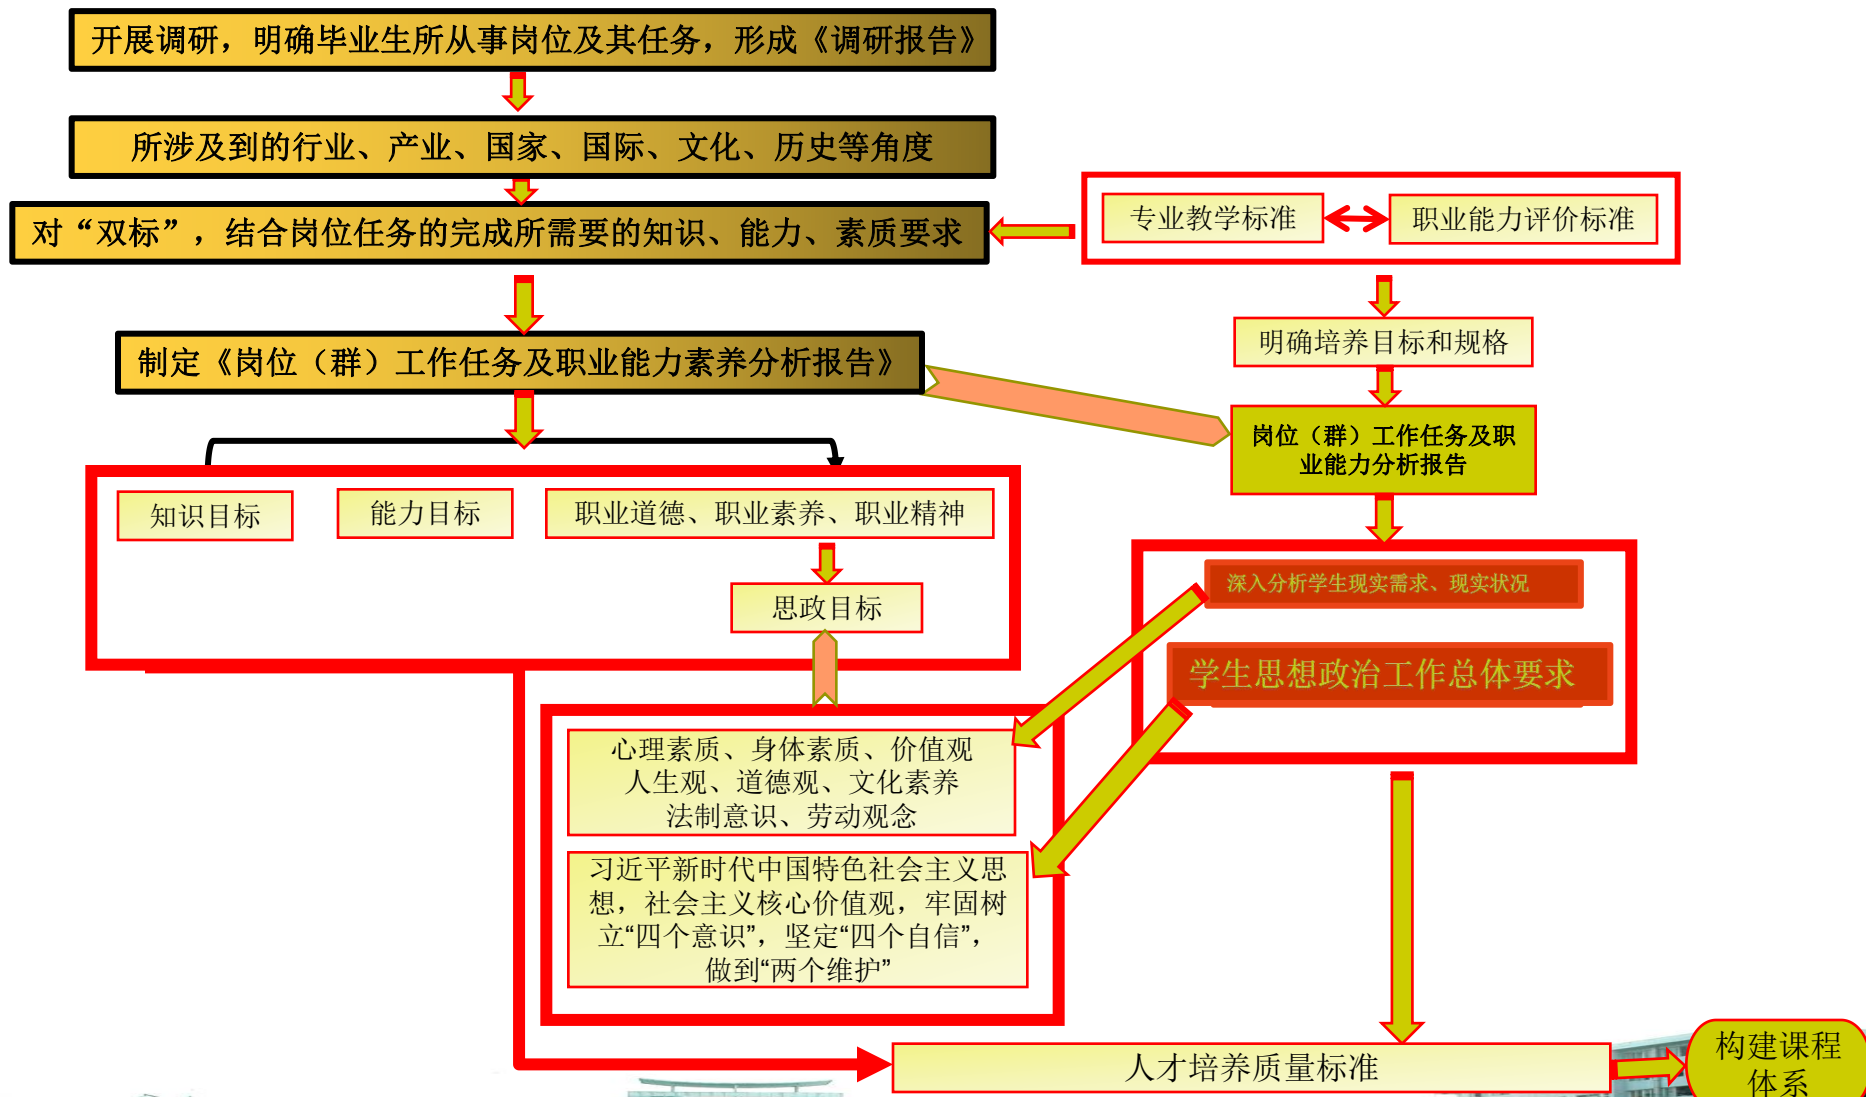 开展调研，明确毕业生所从事岗位及其任务，形成《调研报告》
所涉及到的行业、产业、国家、国际、文化、历史等角度
对“双标”，结合岗位任务的完成所需要的知识、能力、素质要求
专业教学标准
职业能力评价标准
明确培养目标和规格
制定《岗位（群）工作任务及职业能力素养分析报告》
岗位（群）工作任务及职
业能力分析报告
知识目标
能力目标
职业道德、职业素养、职业精神
思政目标
深入分析学生现实需求、现实状况
学生思想政治工作总体要求
心理素质、身体素质、价值观
人生观、道德观、文化素养
法制意识、劳动观念
习近平新时代中国特色社会主义思
想，社会主义核心价值观，牢固树
立“四个意识”，坚定“四个自信”，
做到“两个维护”
人才培养质量标准
构建课程
体系